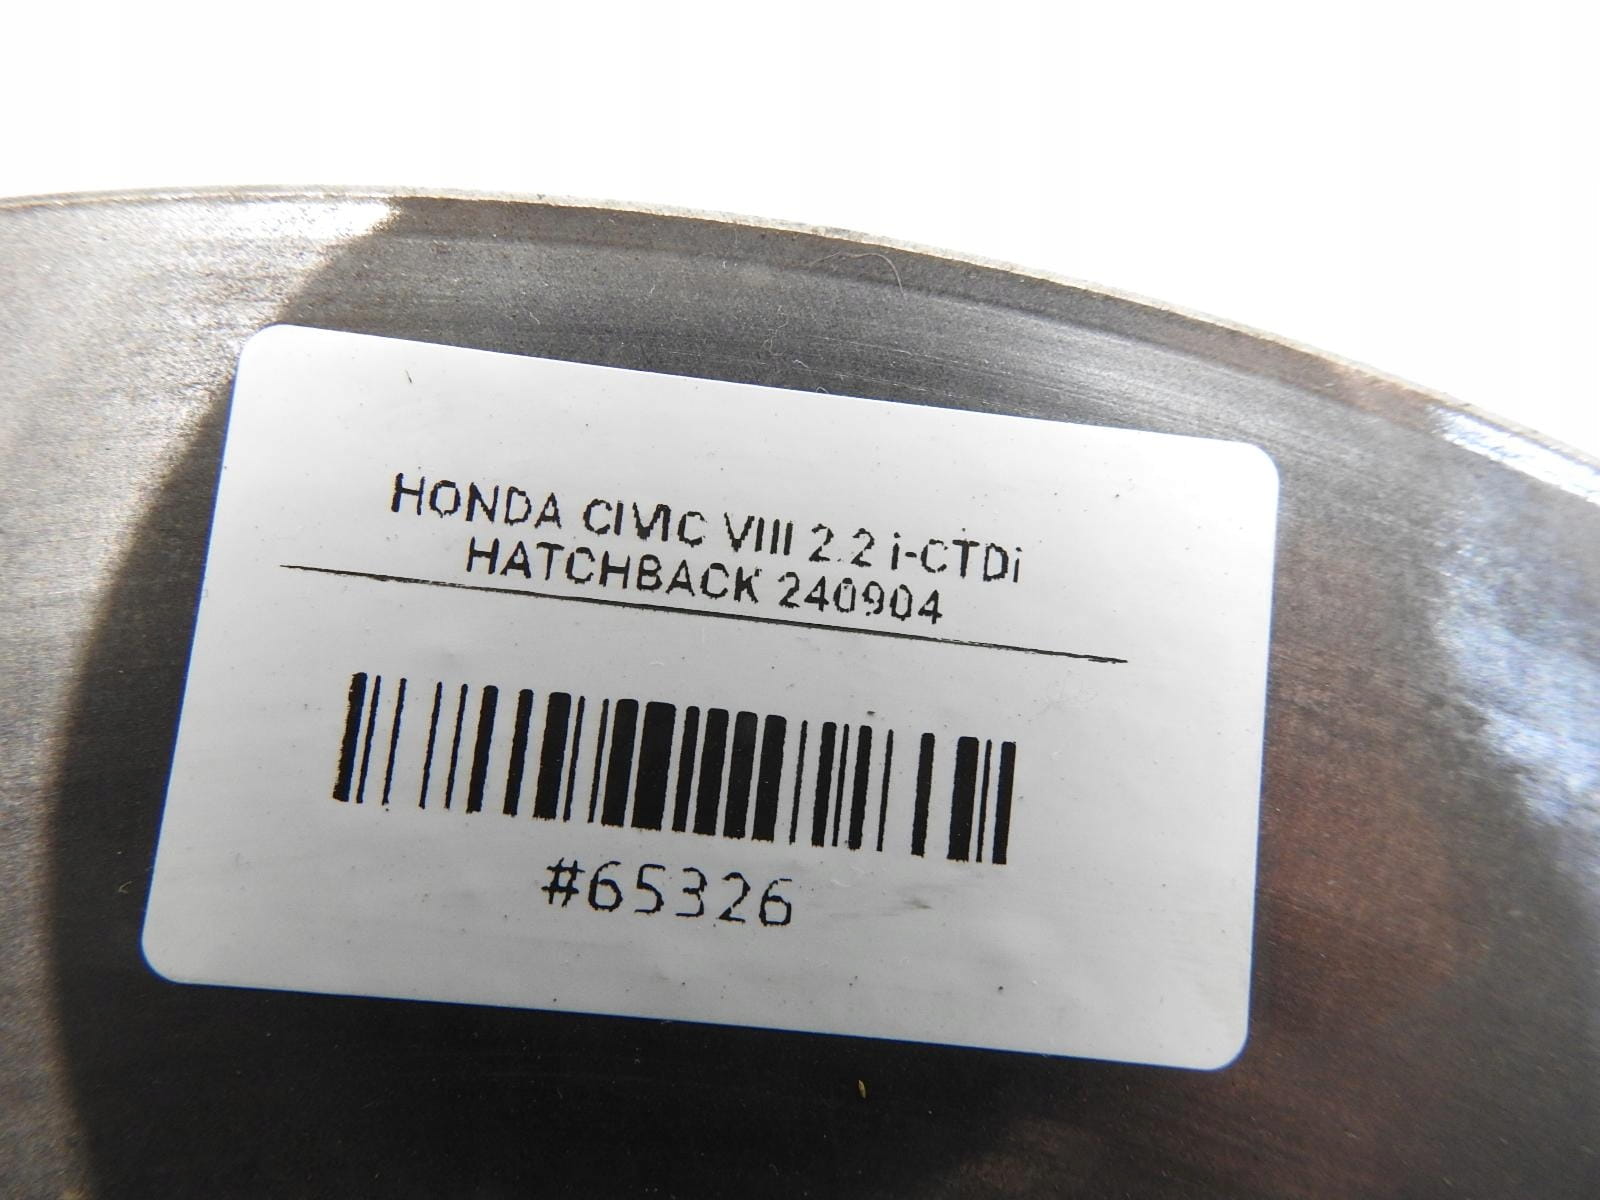 HONDA CIVIC VIII 2.2 i-CTDi
HATCHBACK 240904
#65326